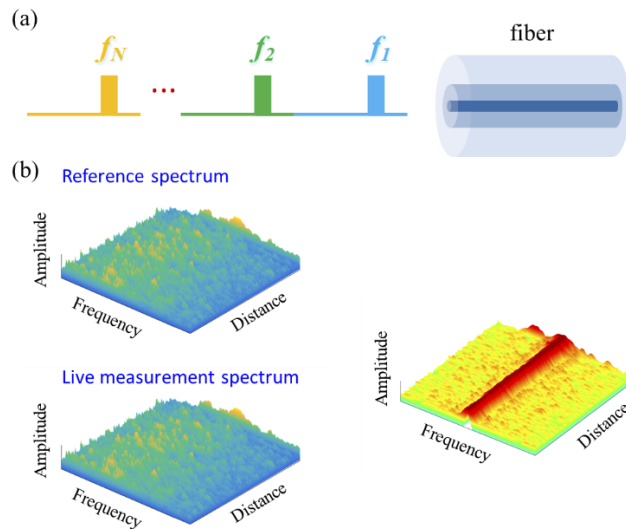 (a)
fiber
f_N ... f_2 f_1
(b)
Reference spectrum
Amplitude
Frequency
Distance
Live measurement spectrum
Amplitude
Frequency
Distance
Amplitude
Frequency
Distance